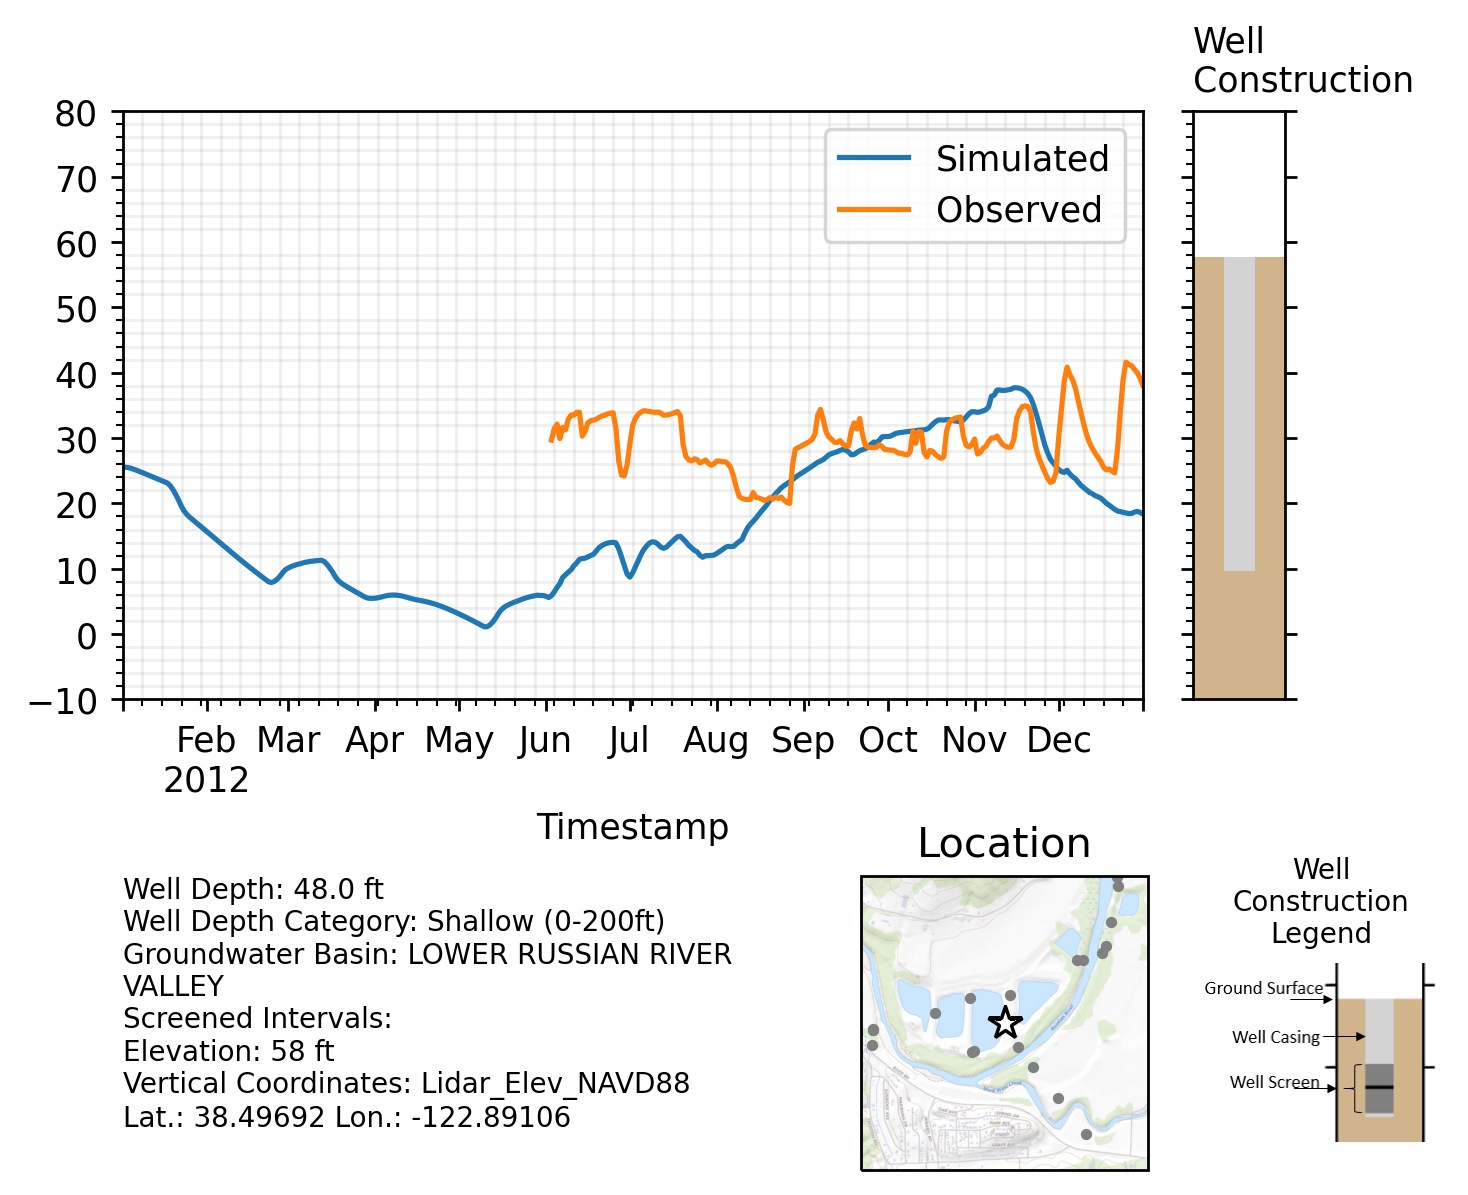 Well
Construction
80
70
60
50
40
30
20
10
0
−10
Simulated
Observed
Feb Mar Apr May Jun Jul Aug Sep Oct Nov Dec
2012
Timestamp
Well Depth: 48.0 ft
Well Depth Category: Shallow (0-200ft)
Groundwater Basin: LOWER RUSSIAN RIVER
VALLEY
Screened Intervals:
Elevation: 58 ft
Vertical Coordinates: Lidar_Elev_NAVD88
Lat.: 38.49692 Lon.: -122.89106
Location
Well
Construction
Legend
Ground Surface
Well Casing
Well Screen